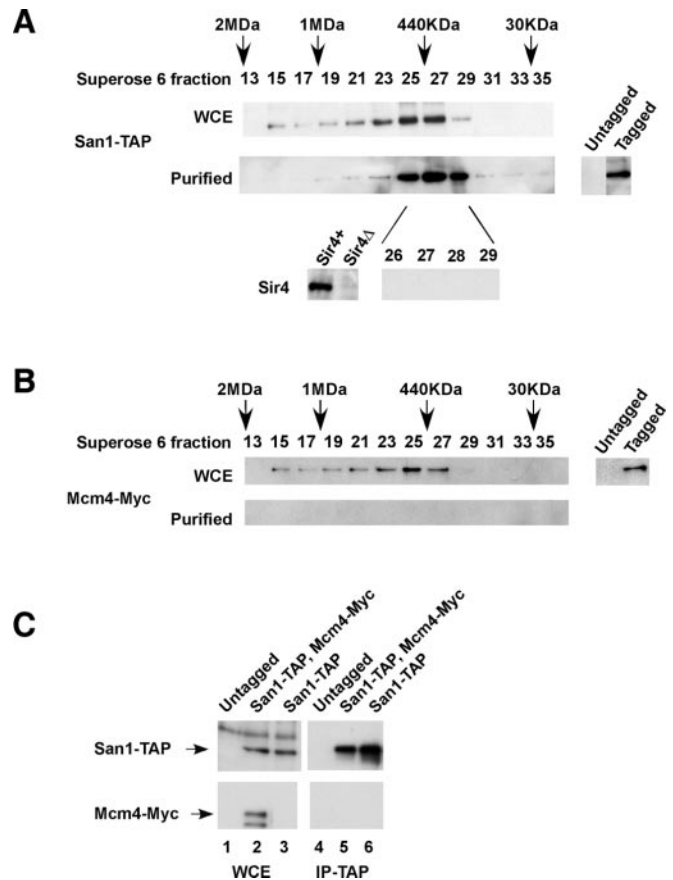 A
2MDa 1MDa 440KDa 30KDa
Superose 6 fraction 13 15 17 19 21 23 25 27 29 31 33 35
WCE
San1-TAP
Purified
Untagged
Tagged
Sir4+
Sir4Δ
26 27 28 29
Sir4
B
2MDa 1MDa 440KDa 30KDa
Superose 6 fraction 13 15 17 19 21 23 25 27 29 31 33 35
WCE
Mcm4-Myc
Purified
Untagged
Tagged
C
Untagged
San1-TAP, Mcm4-Myc
San1-TAP
Untagged
San1-TAP, Mcm4-Myc
San1-TAP
San1-TAP
Mcm4-Myc
1 2 3 4 5 6
WCE IP-TAP